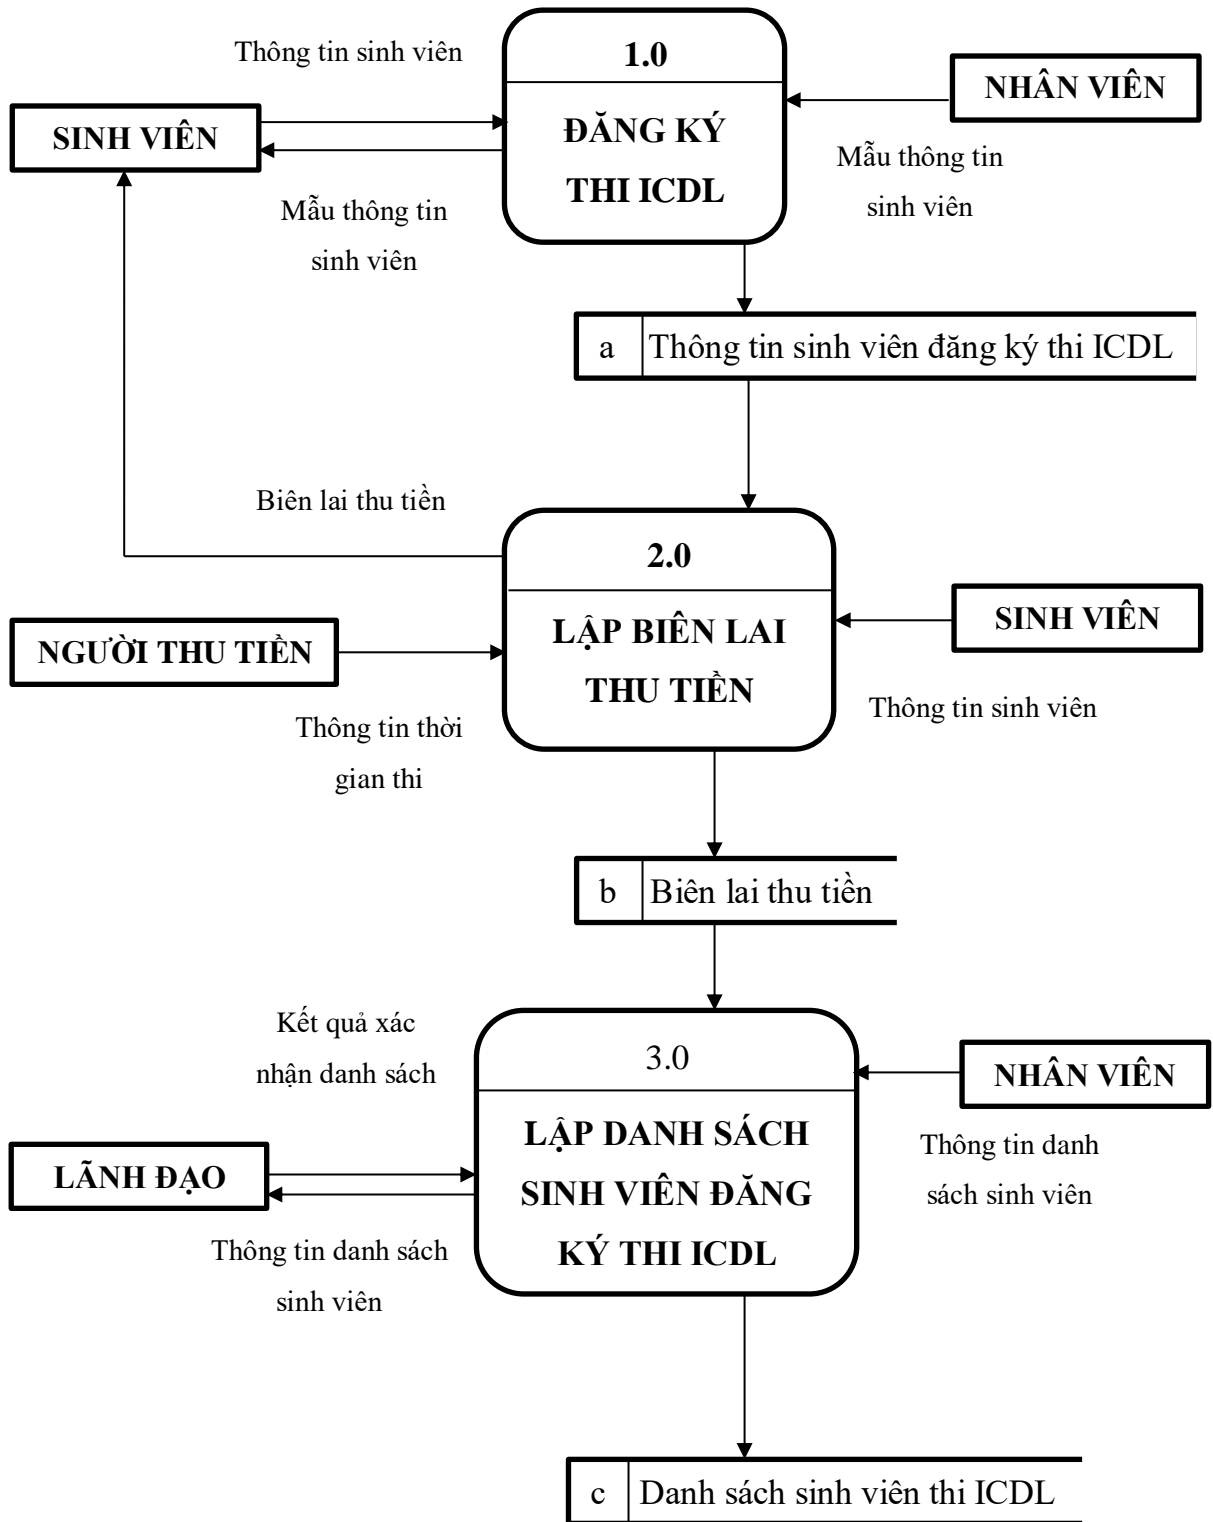 Thông tin sinh viên
1.0
NHÂN VIÊN
SINH VIÊN
ĐĂNG KÝ
THI ICDL
Mẫu thông tin
sinh viên
Mẫu thông tin
sinh viên
a
Thông tin sinh viên đăng ký thi ICDL
Biên lai thu tiền
2.0
LẬP BIÊN LAI
THU TIỀN
SINH VIÊN
NGƯỜI THU TIỀN
Thông tin thời
gian thi
Thông tin sinh viên
b
Biên lai thu tiền
Kết quả xác
nhận danh sách
3.0
NHÂN VIÊN
LẬP DANH SÁCH
SINH VIÊN ĐĂNG
KÝ THI ICDL
Thông tin danh
sách sinh viên
LÃNH ĐẠO
Thông tin danh sách
sinh viên
c
Danh sách sinh viên thi ICDL